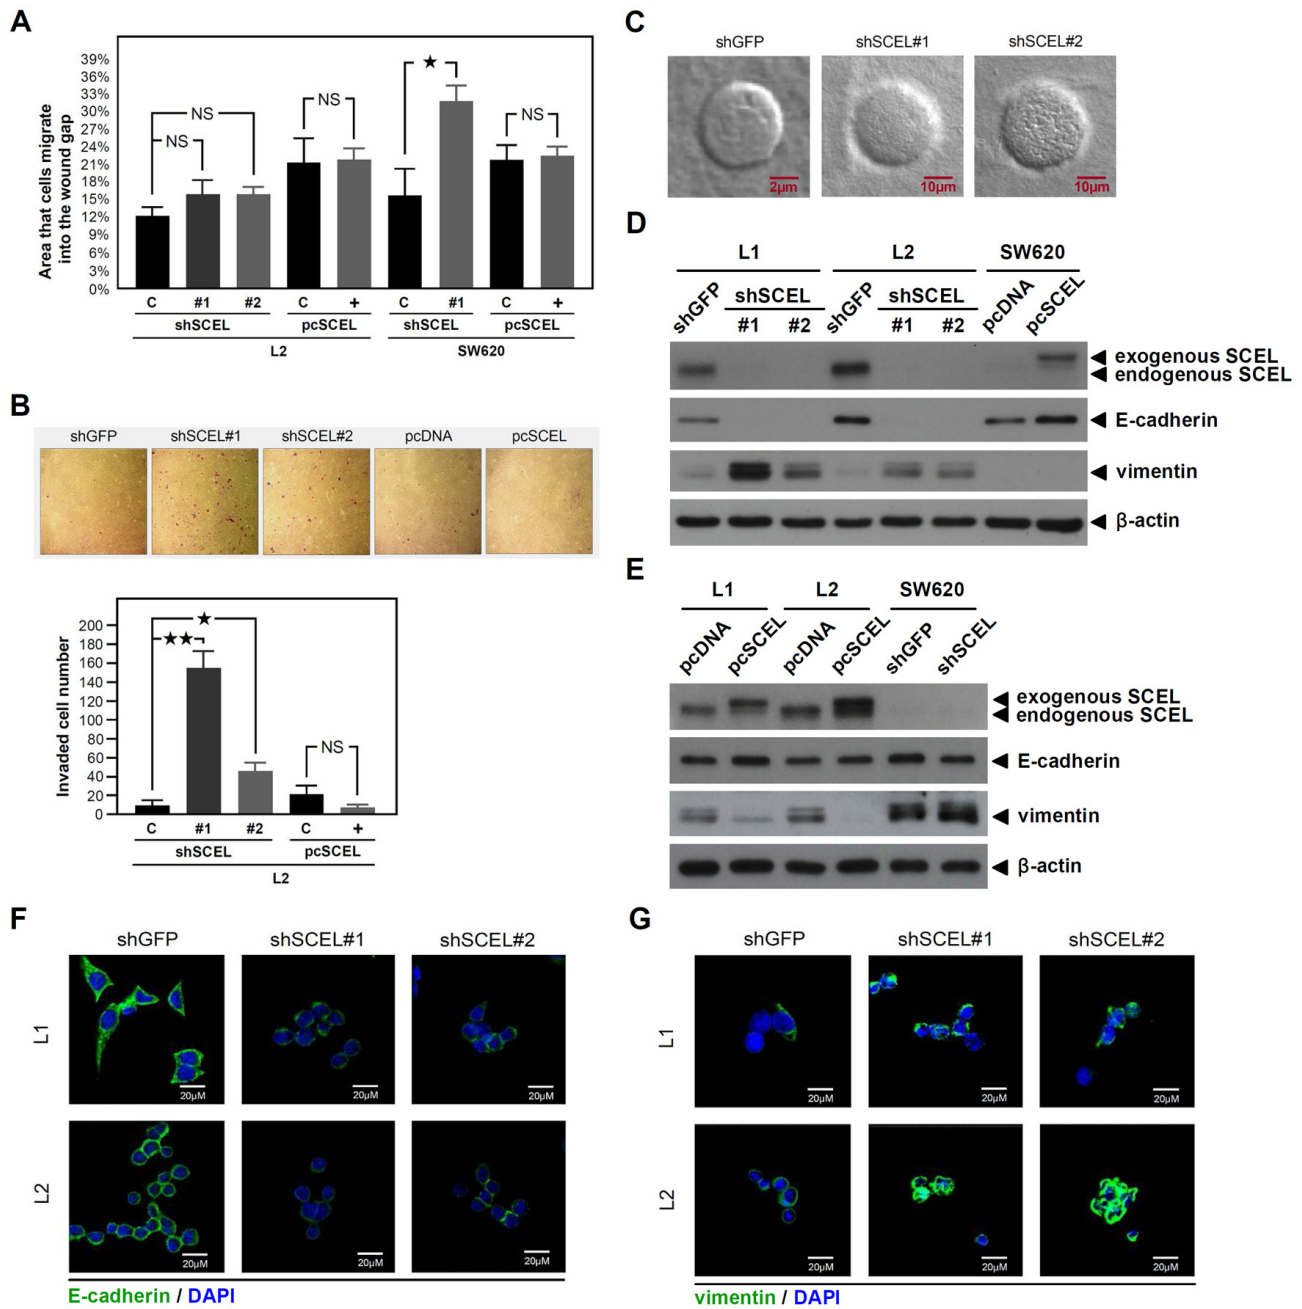 A
Area that cells migrate
into the wound gap
39%
36%
33%
30%
27%
24%
21%
18%
15%
12%
9%
6%
3%
0%
NS
NS
NS
★
NS
C #1 #2 C + C #1 C +
shSCEL pcSCEL shSCEL pcSCEL
L2 SW620
B
shGFP shSCEL#1 shSCEL#2 pcDNA pcSCEL
Invaded cell number
200
180
160
140
120
100
80
60
40
20
0
★
★★
NS
C #1 #2 C +
shSCEL pcSCEL
L2
C
shGFP shSCEL#1 shSCEL#2
2μm 10μm 10μm
D
L1 L2 SW620
shGFP shSCEL shGFP shSCEL pcDNA pcSCEL
#1 #2 #1 #2
exogenous SCEL
endogenous SCEL
E-cadherin
vimentin
β-actin
E
L1 L2 SW620
pcDNA pcSCEL pcDNA pcSCEL shGFP shSCEL
exogenous SCEL
endogenous SCEL
E-cadherin
vimentin
β-actin
F
shGFP shSCEL#1 shSCEL#2
L1
20μM 20μM 20μM
L2
20μM 20μM 20μM
E-cadherin / DAPI
G
shGFP shSCEL#1 shSCEL#2
L1
20μM 20μM 20μM
L2
20μM 20μM 20μM
vimentin / DAPI